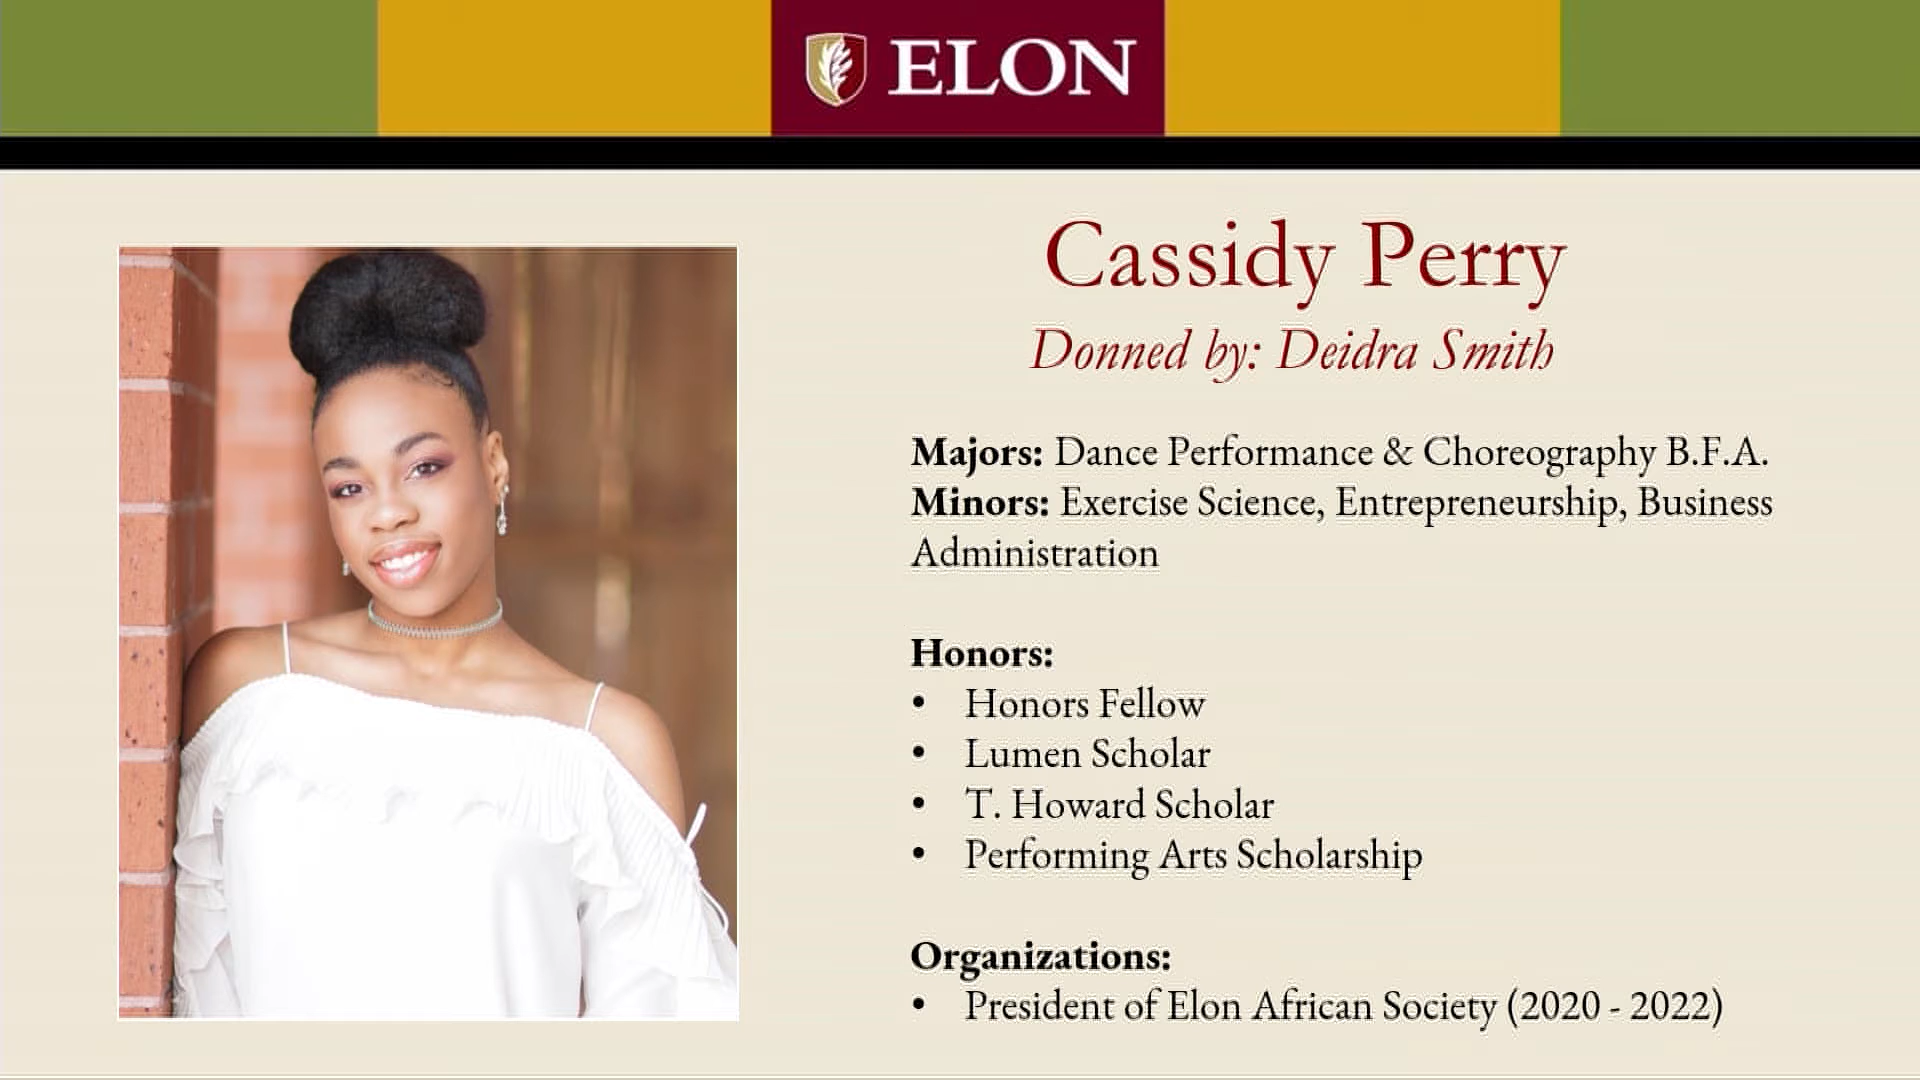 ELON
Cassidy Perry
Donned by: Deidra Smith
Majors: Dance Performance & Choreography B.F.A.
Minors: Exercise Science, Entrepreneurship, Business
Administration
Honors:
• Honors Fellow
• Lumen Scholar
• T. Howard Scholar
• Performing Arts Scholarship
Organizations:
• President of Elon African Society (2020 - 2022)